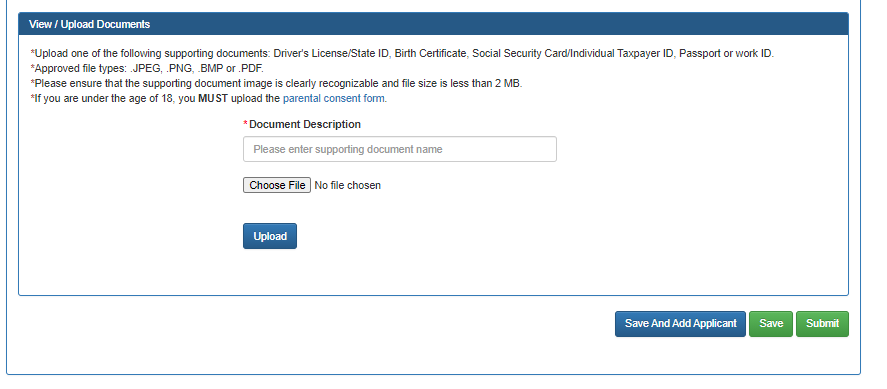 View / Upload Documents
*Upload one of the following supporting documents: Driver's License/State ID, Birth Certificate, Social Security Card/Individual Taxpayer ID, Passport or work ID.
*Approved file types: .JPEG, .PNG, .BMP or .PDF.
*Please ensure that the supporting document image is clearly recognizable and file size is less than 2 MB.
*If you are under the age of 18, you MUST upload the parental consent form.
* Document Description
Please enter supporting document name
Choose File No file chosen
Upload
Save And Add Applicant Save Submit